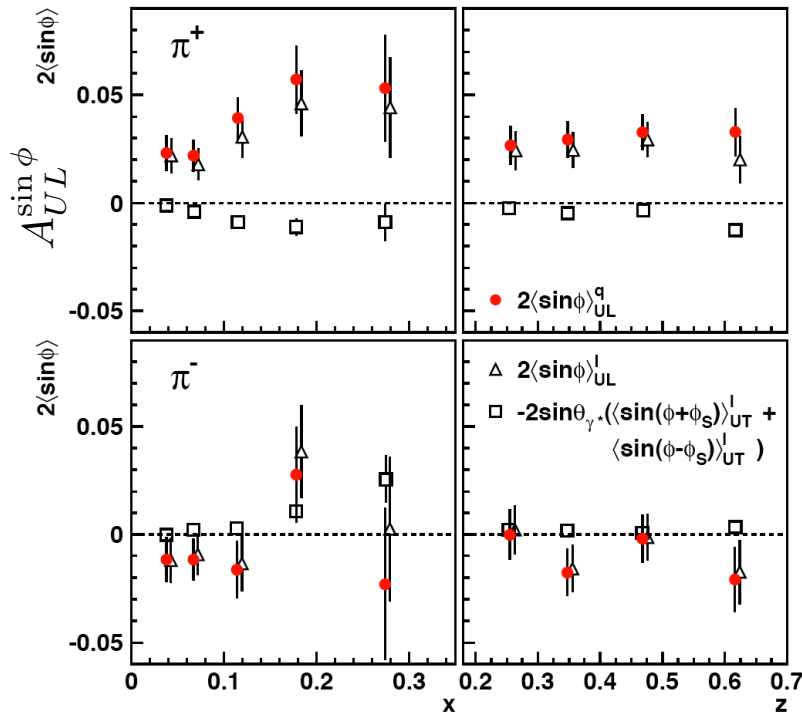 2⟨sinϕ⟩
A_{UL}^{sin ϕ}
π⁺
0.05
0
-0.05
2⟨sinϕ⟩_{UL}^{q}
2⟨sinϕ⟩
π⁻
0.05
0
-0.05
2⟨sinϕ⟩_{UL}^{l}
-2sinθ_{γ*}(⟨sin(ϕ+ϕ_S)⟩_{UT}^{l} +
⟨sin(ϕ-ϕ_S)⟩_{UT}^{l} )
0 0.1 0.2 0.3 0.2 0.3 0.4 0.5 0.6 0.7
x z